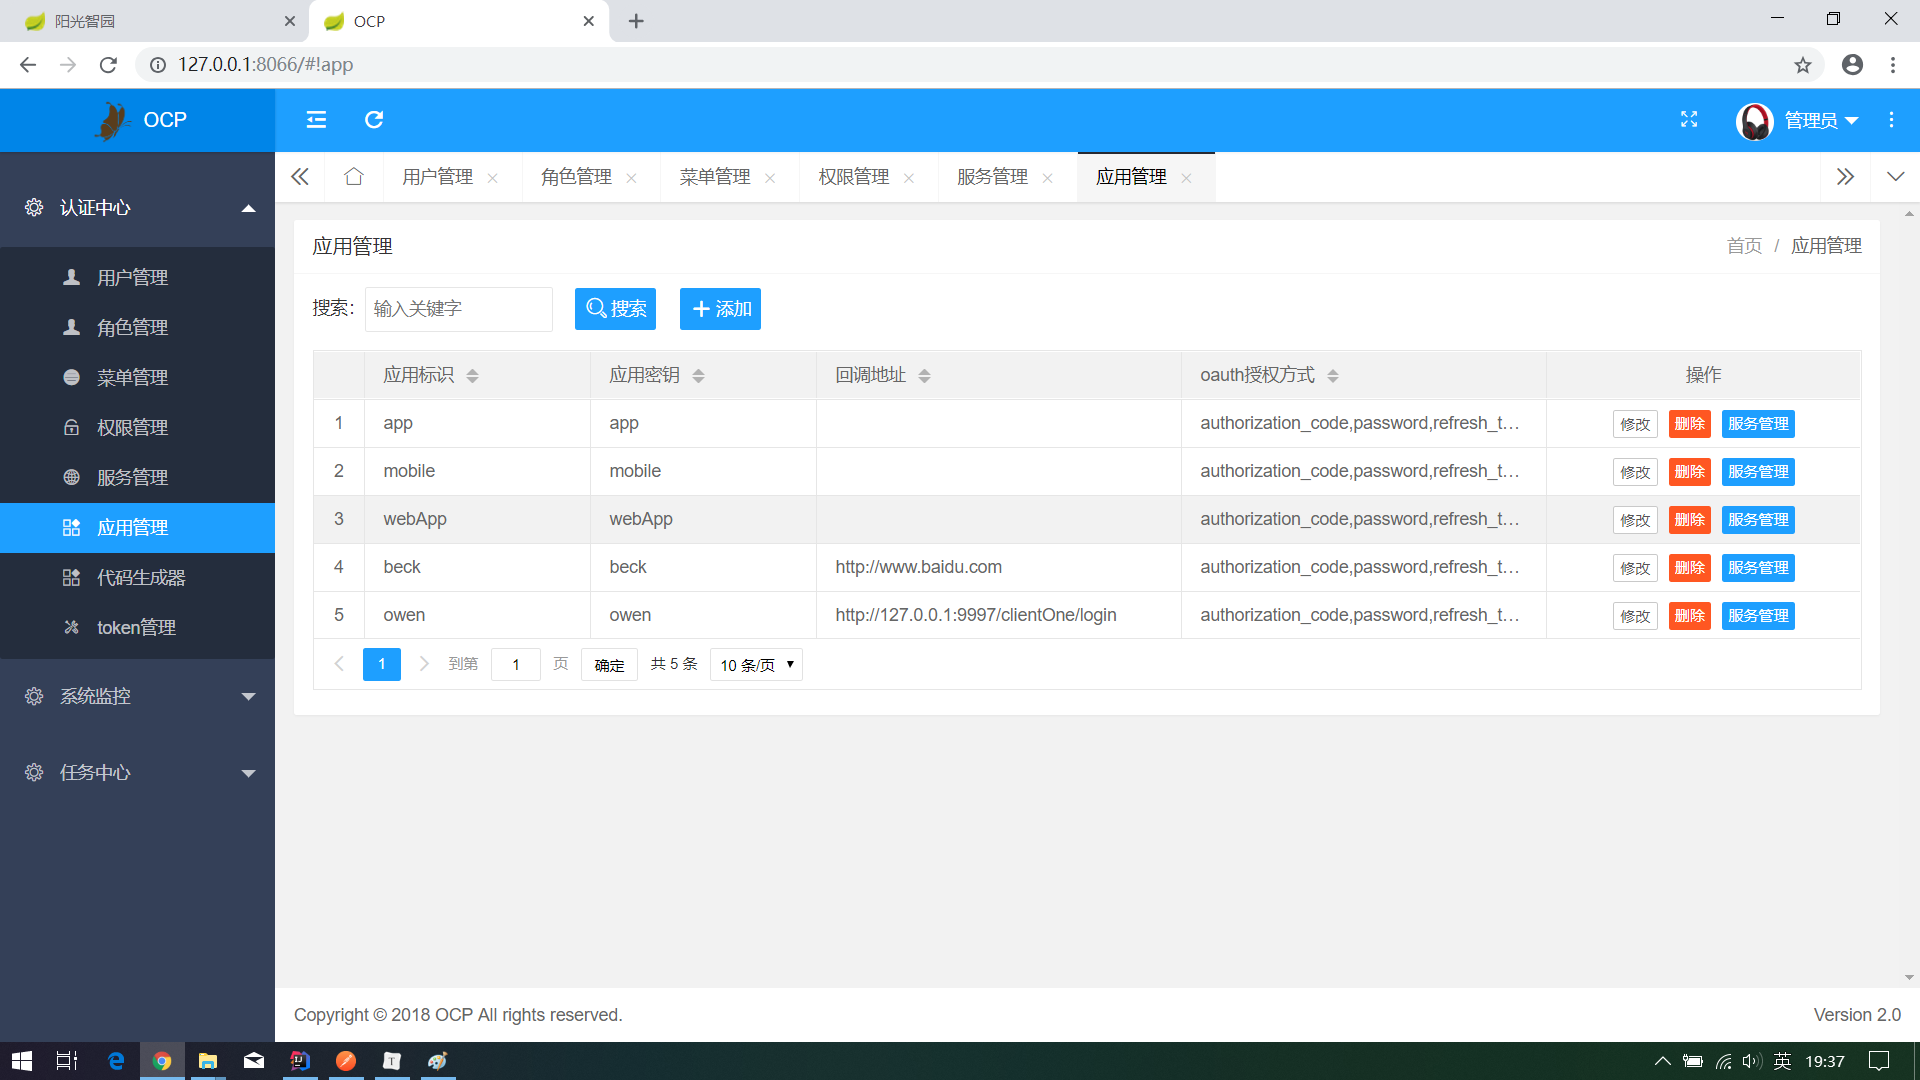 阳光智园
OCP
127.0.0.1:8066/#!app
OCP
管理员
认证中心
用户管理
角色管理
菜单管理
权限管理
服务管理
应用管理
代码生成器
token管理
系统监控
任务中心
用户管理
角色管理
菜单管理
权限管理
服务管理
应用管理
应用管理
首页 / 应用管理
搜索: 输入关键字 搜索 添加
应用标识 应用密钥 回调地址 oauth授权方式 操作
1 app app authorization_code,password,refresh_t... 修改 删除 服务管理
2 mobile mobile authorization_code,password,refresh_t... 修改 删除 服务管理
3 webApp webApp authorization_code,password,refresh_t... 修改 删除 服务管理
4 beck beck http://www.baidu.com authorization_code,password,refresh_t... 修改 删除 服务管理
5 owen owen http://127.0.0.1:9997/clientOne/login authorization_code,password,refresh_t... 修改 删除 服务管理
1 到第 1 页 确定 共 5 条 10 条/页
Copyright © 2018 OCP All rights reserved.
Version 2.0
英 19:37